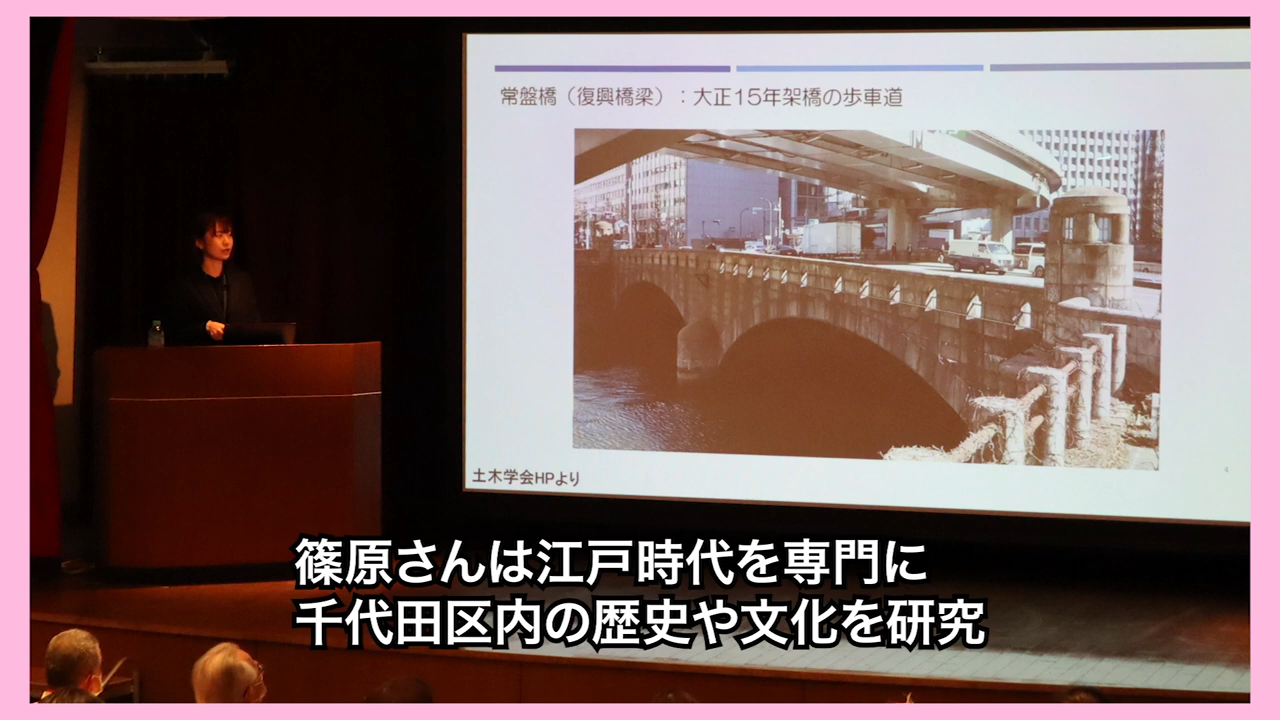 常盤橋（復興橋梁）：大正15年架橋の歩車道
土木学会HPより
4
篠原さんは江戸時代を専門に
千代田区内の歴史や文化を研究